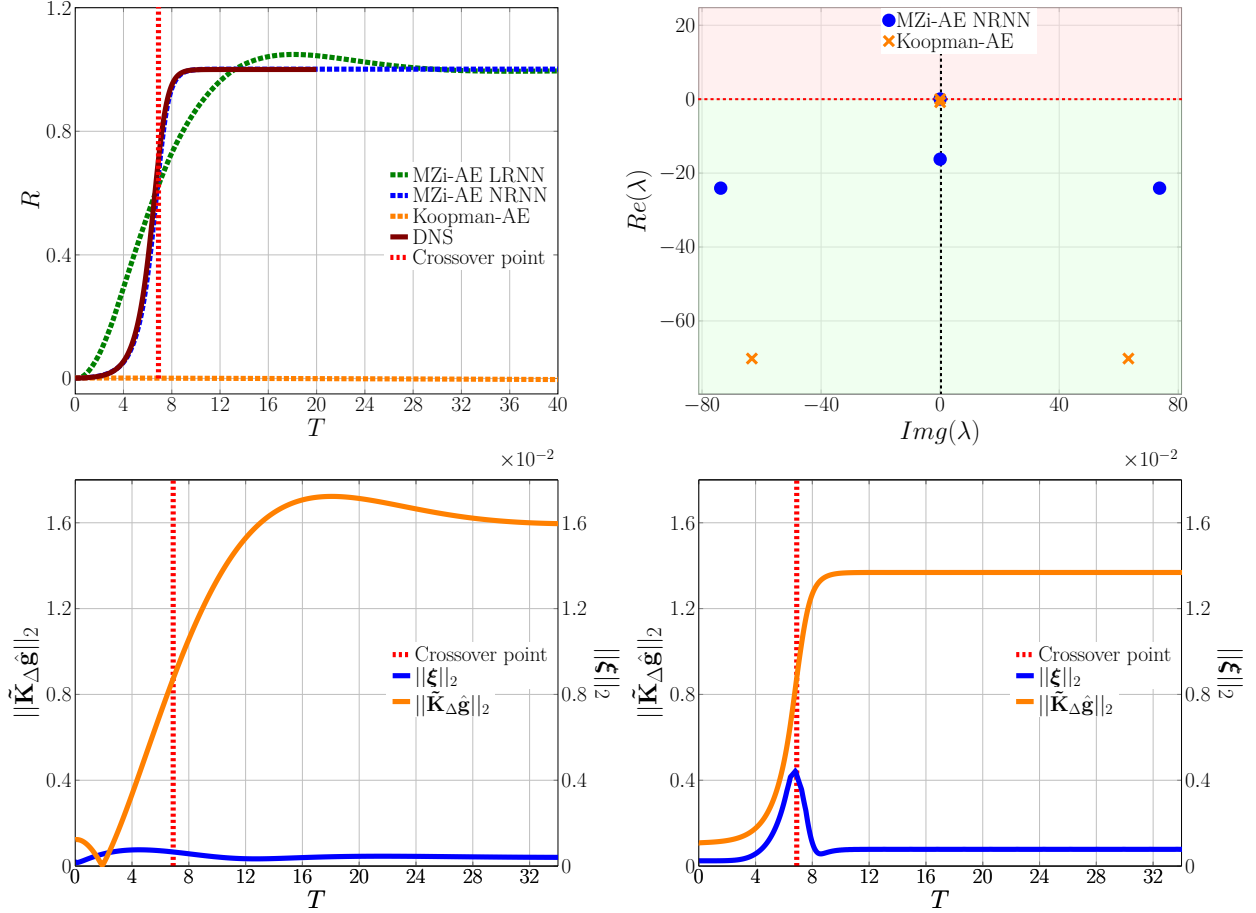 1.2
0.8
0.4
0
R
MZi-AE LRNN
MZi-AE NRNN
Koopman-AE
DNS
Crossover point
0 4 8 12 16 20 24 28 32 36 40
T
20
0
−20
−40
−60
Re(λ)
MZi-AE NRNN
Koopman-AE
−80 −40 0 40 80
Img(λ)
×10⁻²
1.6
1.2
0.8
0.4
0
||K̃_Δĝ||₂
Crossover point
||ξ||₂
||K̃_Δĝ||₂
1.6
1.2
0.8
0.4
0
||ξ||₂
0 4 8 12 16 20 24 28 32
T
×10⁻²
1.6
1.2
0.8
0.4
0
||K̃_Δĝ||₂
Crossover point
||ξ||₂
||K̃_Δĝ||₂
1.6
1.2
0.8
0.4
0
||ξ||₂
0 4 8 12 16 20 24 28 32
T